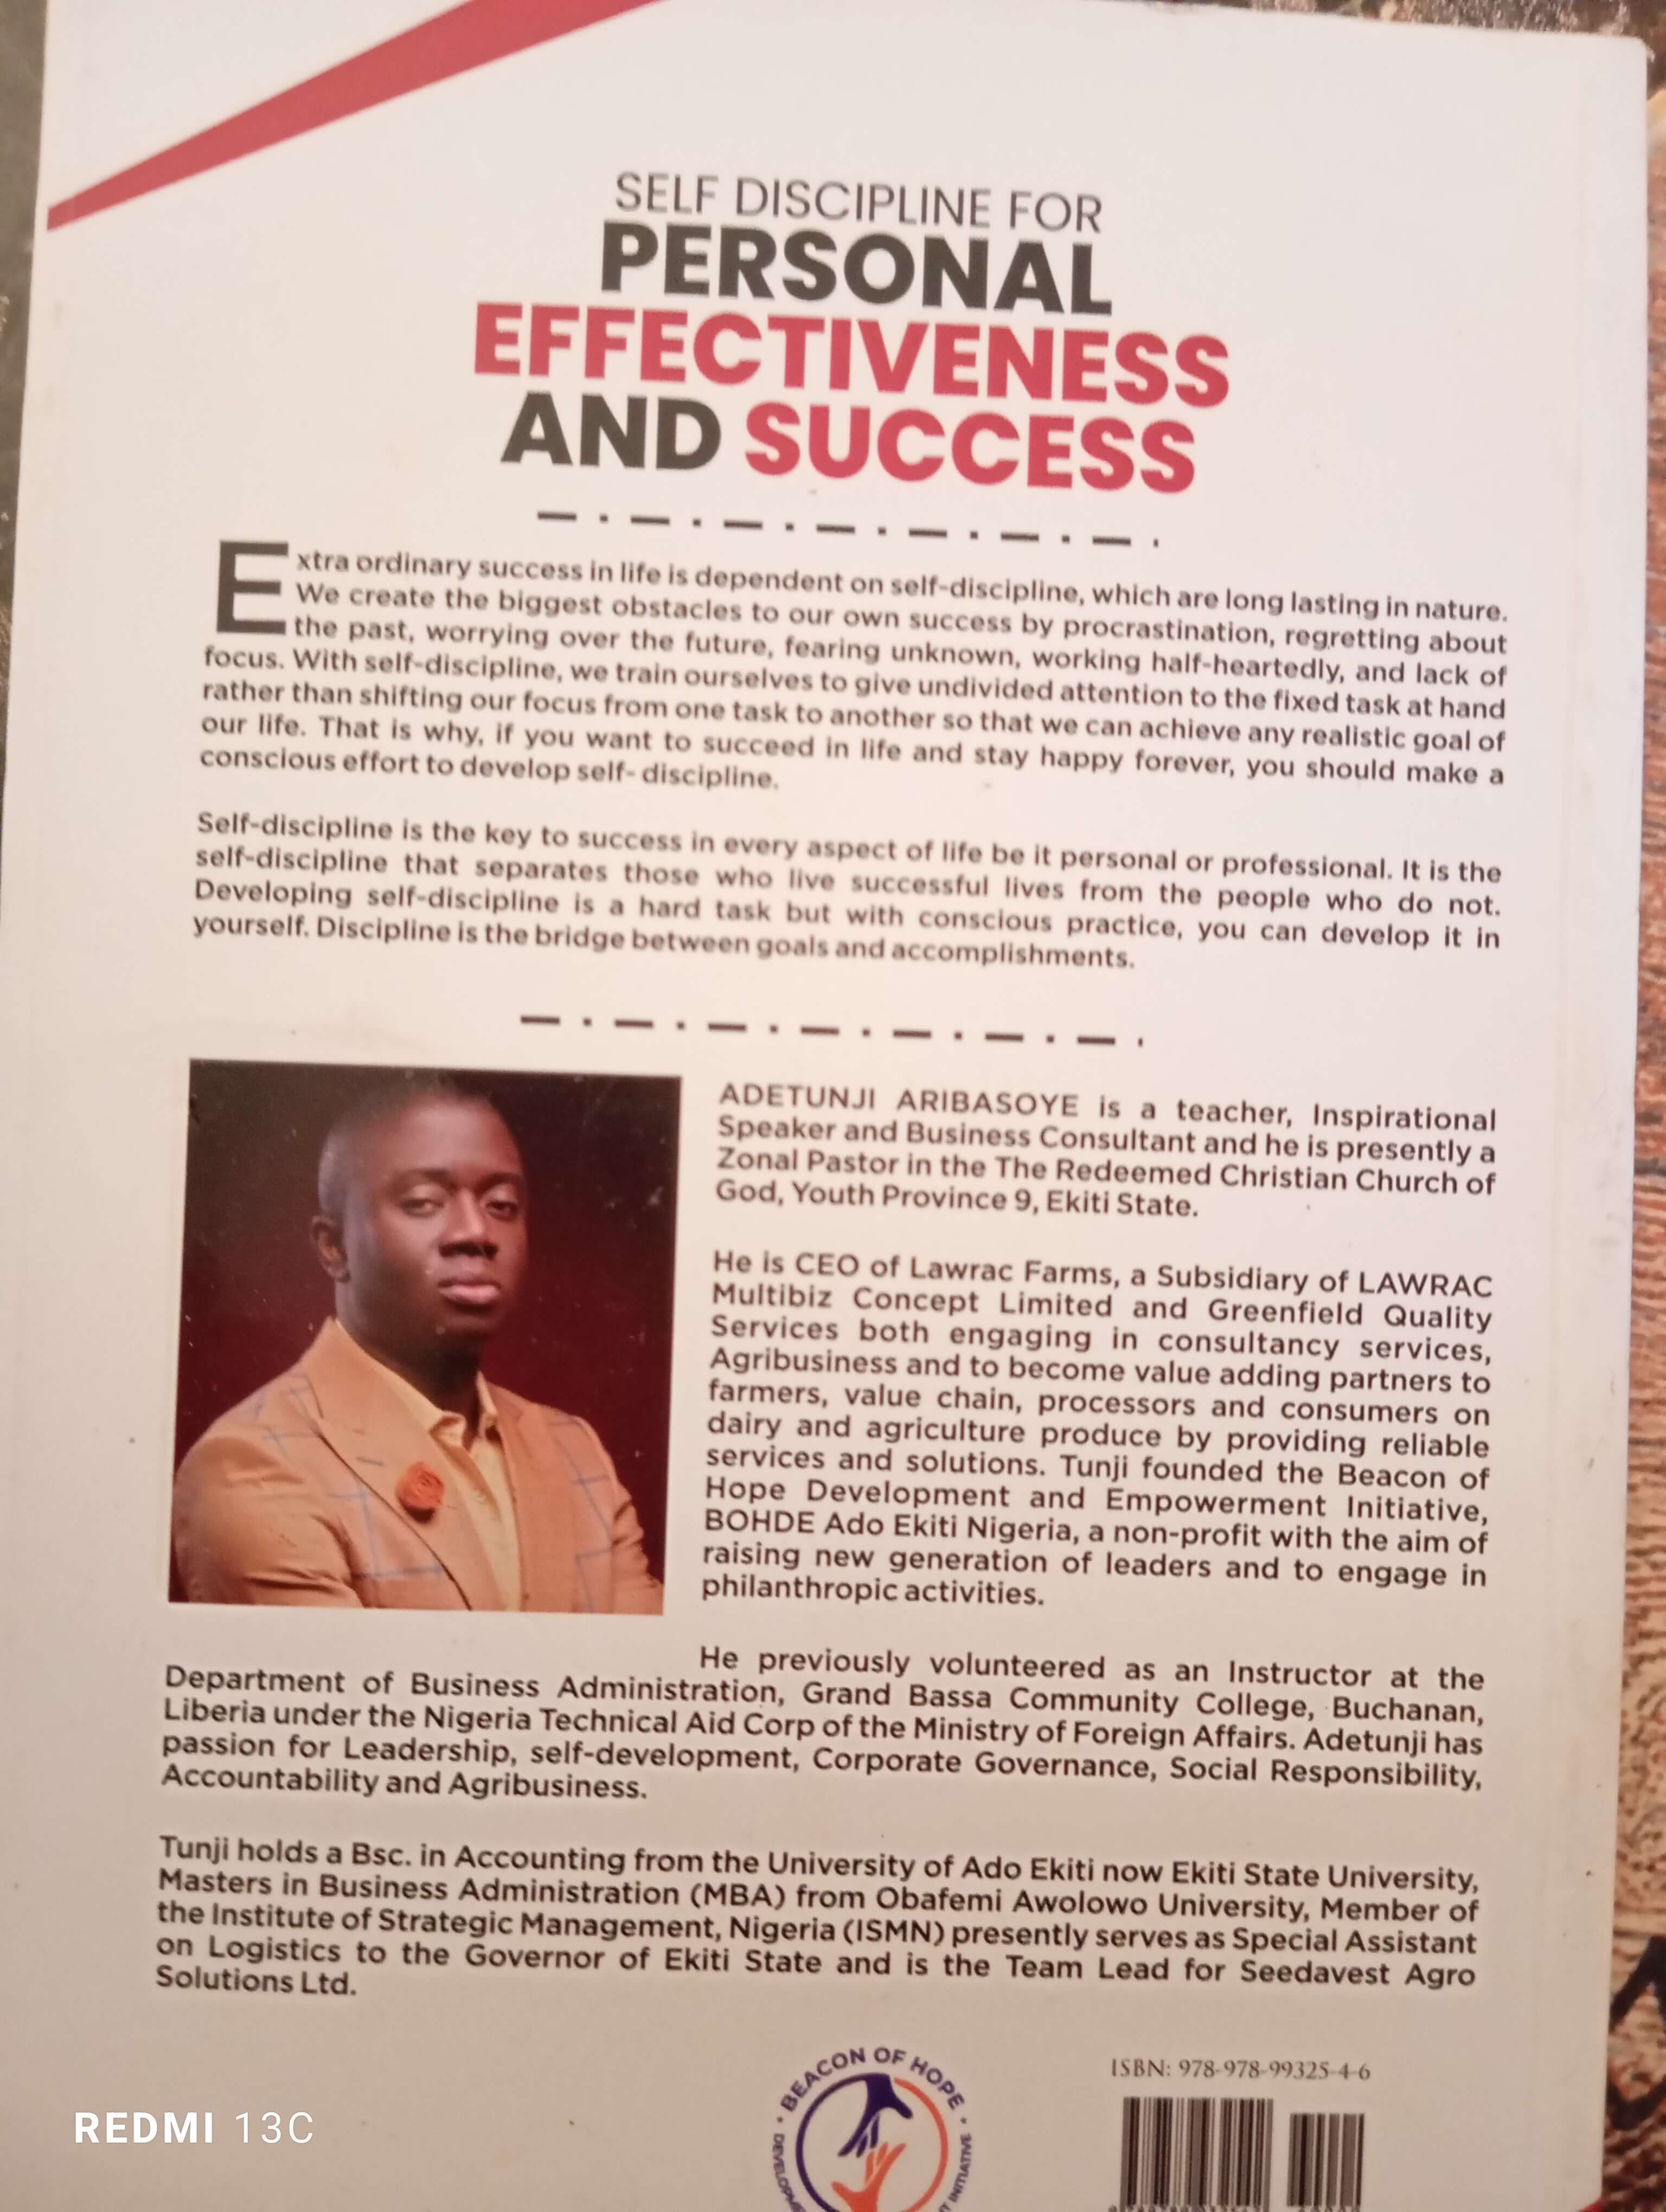 SELF DISCIPLINE FOR
PERSONAL
EFFECTIVENESS
AND SUCCESS
Extra ordinary success in life is dependent on self-discipline, which are long lasting in nature.
We create the biggest obstacles to our own success by procrastination, regretting about
the past, worrying over the future, fearing unknown, working half-heartedly, and lack of
focus. With self-discipline, we train ourselves to give undivided attention to the fixed task at hand
rather than shifting our focus from one task to another so that we can achieve any realistic goal of
our life. That is why, if you want to succeed in life and stay happy forever, you should make a
conscious effort to develop self- discipline.
Self-discipline is the key to success in every aspect of life be it personal or professional. It is the
self-discipline that separates those who live successful lives from the people who do not.
Developing self-discipline is a hard task but with conscious practice, you can develop it in
yourself. Discipline is the bridge between goals and accomplishments.
ADETUNJI ARIBASOYE is a teacher, Inspirational
Speaker and Business Consultant and he is presently a
Zonal Pastor in the The Redeemed Christian Church of
God, Youth Province 9, Ekiti State.
He is CEO of Lawrac Farms, a Subsidiary of LAWRAC
Multibiz Concept Limited and Greenfield Quality
Services both engaging in consultancy services,
Agribusiness and to become value adding partners to
farmers, value chain, processors and consumers on
dairy and agriculture produce by providing reliable
services and solutions. Tunji founded the Beacon of
Hope Development and Empowerment Initiative,
BOHDE Ado Ekiti Nigeria, a non-profit with the aim of
raising new generation of leaders and to engage in
philanthropic activities.
He previously volunteered as an Instructor at the
Department of Business Administration, Grand Bassa Community College, Buchanan,
Liberia under the Nigeria Technical Aid Corp of the Ministry of Foreign Affairs. Adetunji has
passion for Leadership, self-development, Corporate Governance, Social Responsibility,
Accountability and Agribusiness.
Tunji holds a Bsc. in Accounting from the University of Ado Ekiti now Ekiti State University,
Masters in Business Administration (MBA) from Obafemi Awolowo University, Member of
the Institute of Strategic Management, Nigeria (ISMN) presently serves as Special Assistant
on Logistics to the Governor of Ekiti State and is the Team Lead for Seedavest Agro
Solutions Ltd.
BEACON OF HOPE
INITIATIVE
ISBN: 978-978-99325-4-6
REDMI 13C